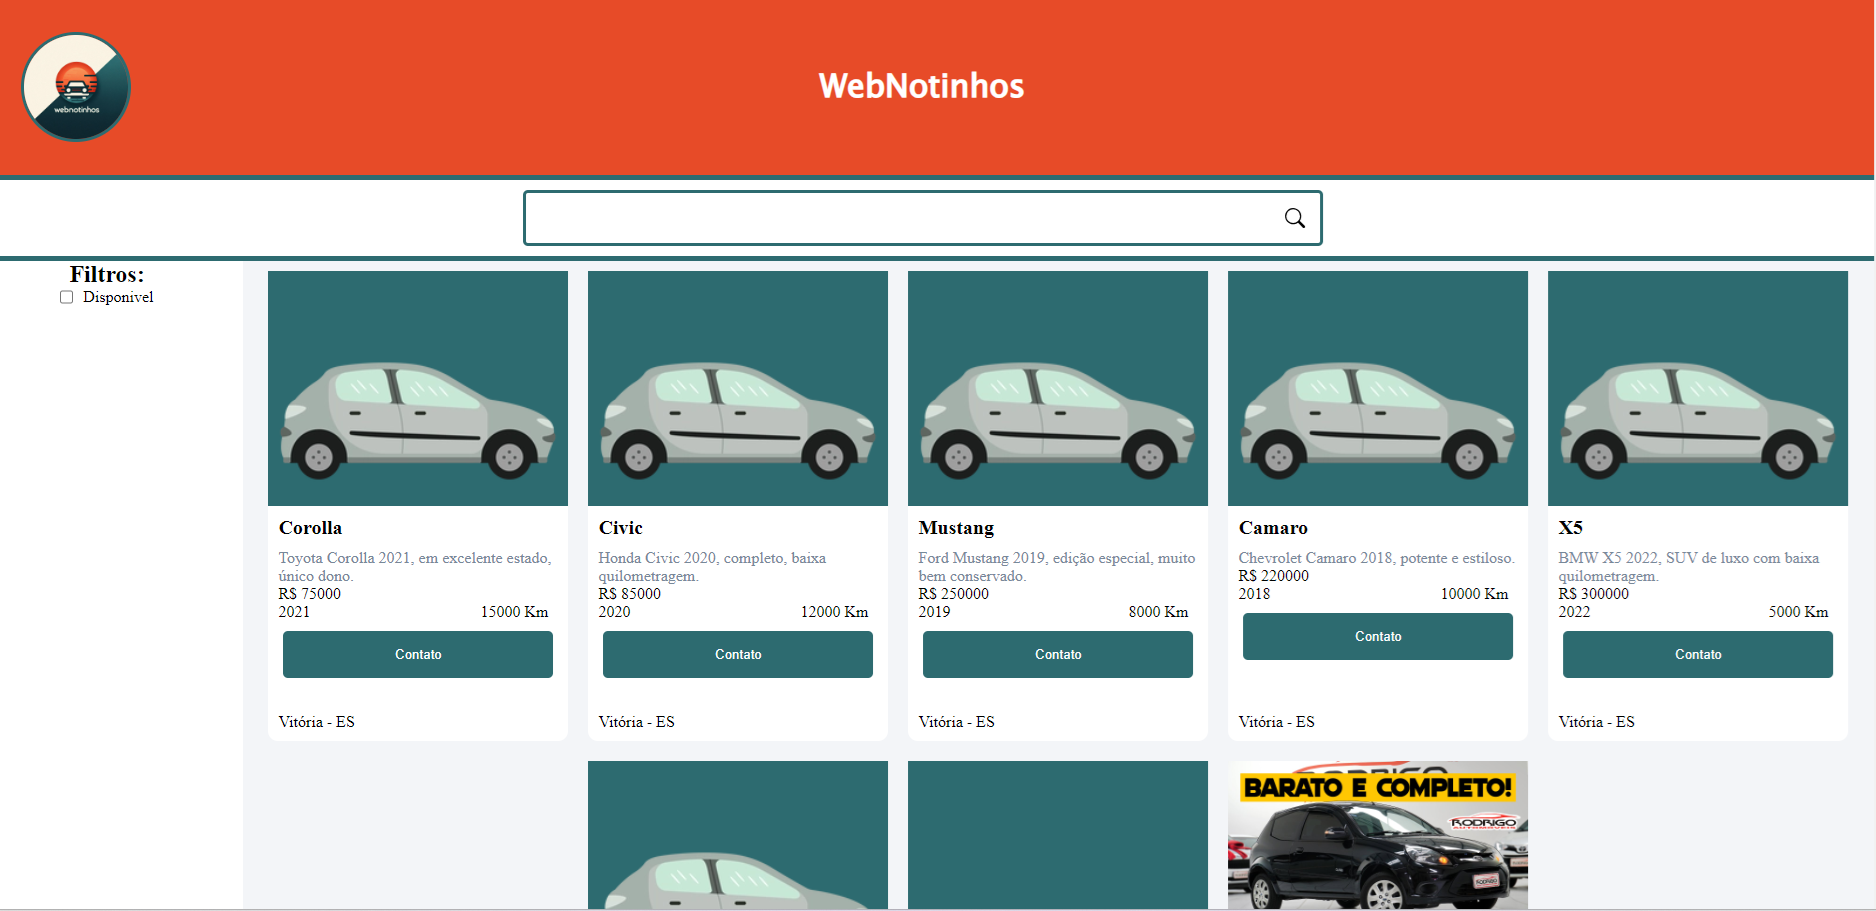 webnotinhos
WebNotinhos
Filtros:
Disponivel
Corolla
Toyota Corolla 2021, em excelente estado,
único dono.
R$ 75000
2021 15000 Km
Contato
Vitória - ES
Civic
Honda Civic 2020, completo, baixa
quilometragem.
R$ 85000
2020 12000 Km
Contato
Vitória - ES
Mustang
Ford Mustang 2019, edição especial, muito
bem conservado.
R$ 250000
2019 8000 Km
Contato
Vitória - ES
Camaro
Chevrolet Camaro 2018, potente e estiloso.
R$ 220000
2018 10000 Km
Contato
Vitória - ES
X5
BMW X5 2022, SUV de luxo com baixa
quilometragem.
R$ 300000
2022 5000 Km
Contato
Vitória - ES
RODRIGO
BARATO E COMPLETO!
RODRIGO
AUTOMÓVEIS
RODRIGO